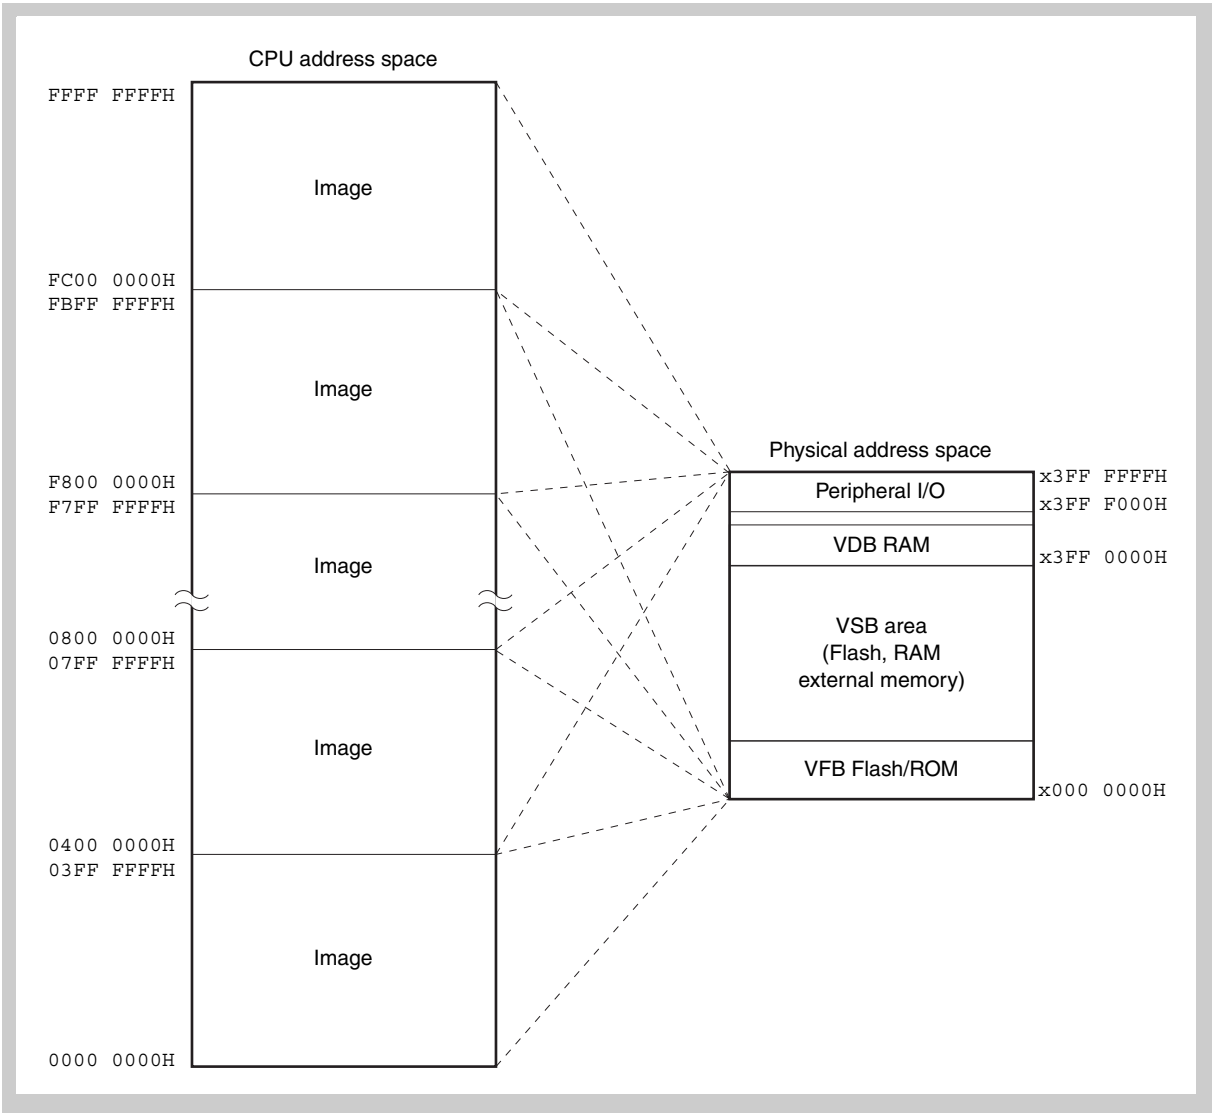 CPU address space
FFFF FFFFH
Image
FC00 0000H
FBFF FFFFH
Image
F800 0000H
F7FF FFFFH
Image
0800 0000H
07FF FFFFH
Image
0400 0000H
03FF FFFFH
Image
0000 0000H
Physical address space
x3FF FFFFH
Peripheral I/O
x3FF F000H
VDB RAM
x3FF 0000H
VSB area
(Flash, RAM
external memory)
VFB Flash/ROM
x000 0000H